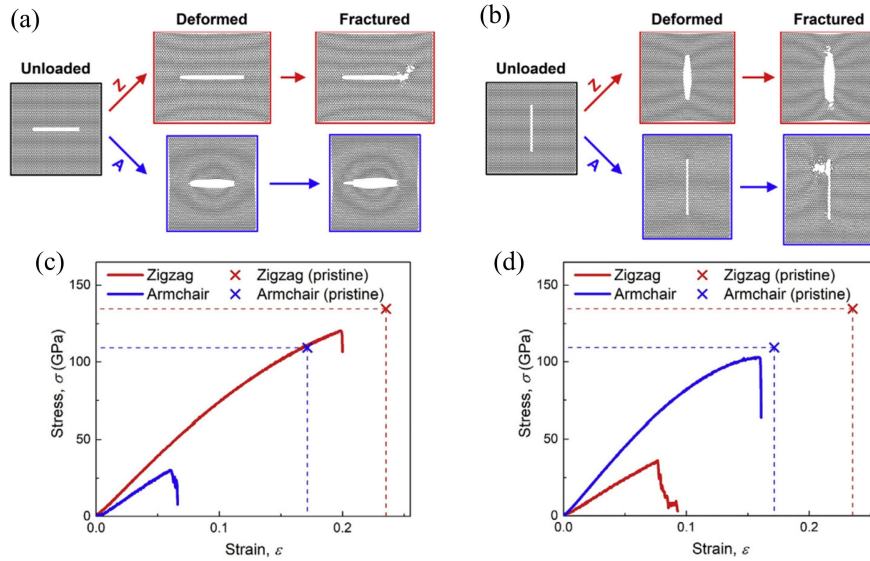 (a)
Deformed
Fractured
Unloaded
Z
A
(b)
Deformed
Fractured
Unloaded
Z
A
(c)
Zigzag
Zigzag (pristine)
Armchair
Armchair (pristine)
Stress, σ (GPa)
150
100
50
0
0.0
0.1
0.2
Strain, ε
(d)
Zigzag
Zigzag (pristine)
Armchair
Armchair (pristine)
Stress, σ (GPa)
150
100
50
0
0.0
0.1
0.2
Strain, ε